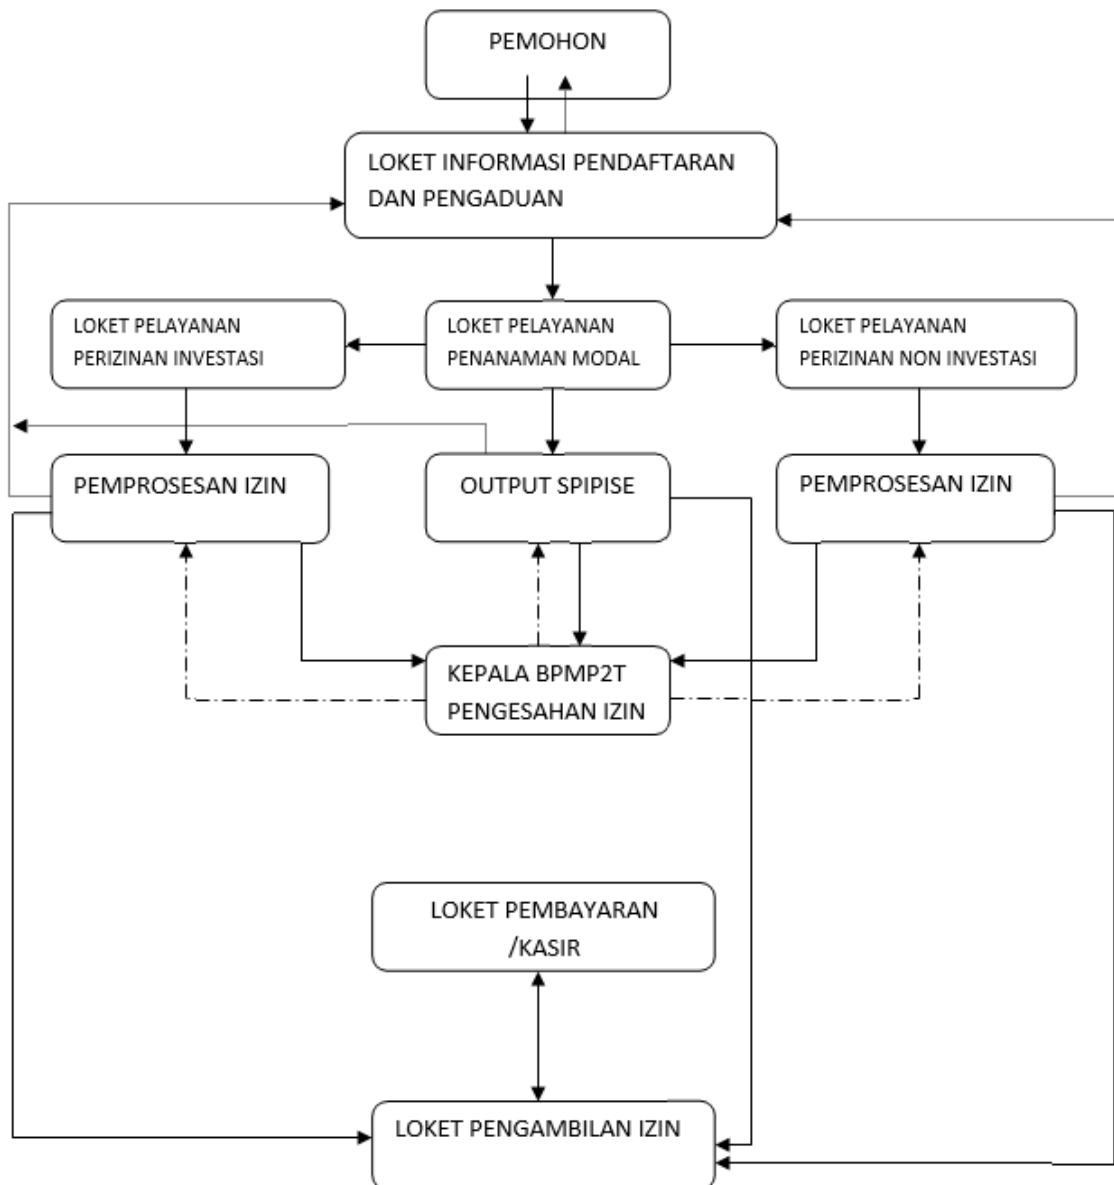 PEMOHON
LOKET INFORMASI PENDAFTARAN
DAN PENGADUAN
LOKET PELAYANAN
PERIZINAN INVESTASI
LOKET PELAYANAN
PENANAMAN MODAL
LOKET PELAYANAN
PERIZINAN NON INVESTASI
PEMPROSESAN IZIN
OUTPUT SPIPISE
PEMPROSESAN IZIN
KEPALA BPMP2T
PENGESAHAN IZIN
LOKET PEMBAYARAN
/KASIR
LOKET PENGAMBILAN IZIN